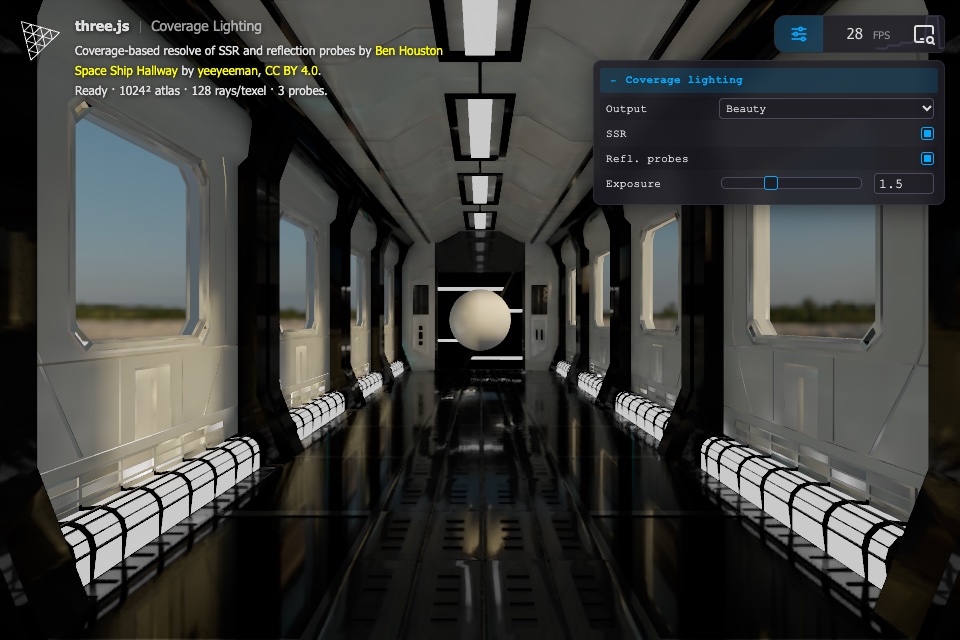 three.js | Coverage Lighting
Coverage-based resolve of SSR and reflection probes by Ben Houston
Space Ship Hallway by yeeyeeman, CC BY 4.0.
Ready · 1024² atlas · 128 rays/texel · 3 probes.
28 FPS
– Coverage lighting
Output Beauty
SSR
Refl. probes
Exposure 1.5